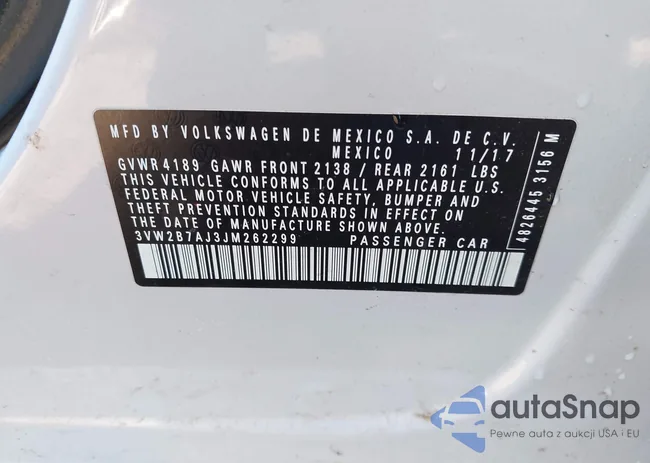 MFD BY VOLKSWAGEN DE MEXICO S.A. DE C.V.
MEXICO 11/17
GVWR 4189 GAWR FRONT 2138 / REAR 2161 LBS
THIS VEHICLE CONFORMS TO ALL APPLICABLE U.S.
FEDERAL MOTOR VEHICLE SAFETY, BUMPER AND
THEFT PREVENTION STANDARDS IN EFFECT ON
THE DATE OF MANUFACTURE SHOWN ABOVE.
3VW2B7AJ3JM262299 PASSENGER CAR
4826445 3156 M
autaSnap
Pewne auta z aukcji USA i EU